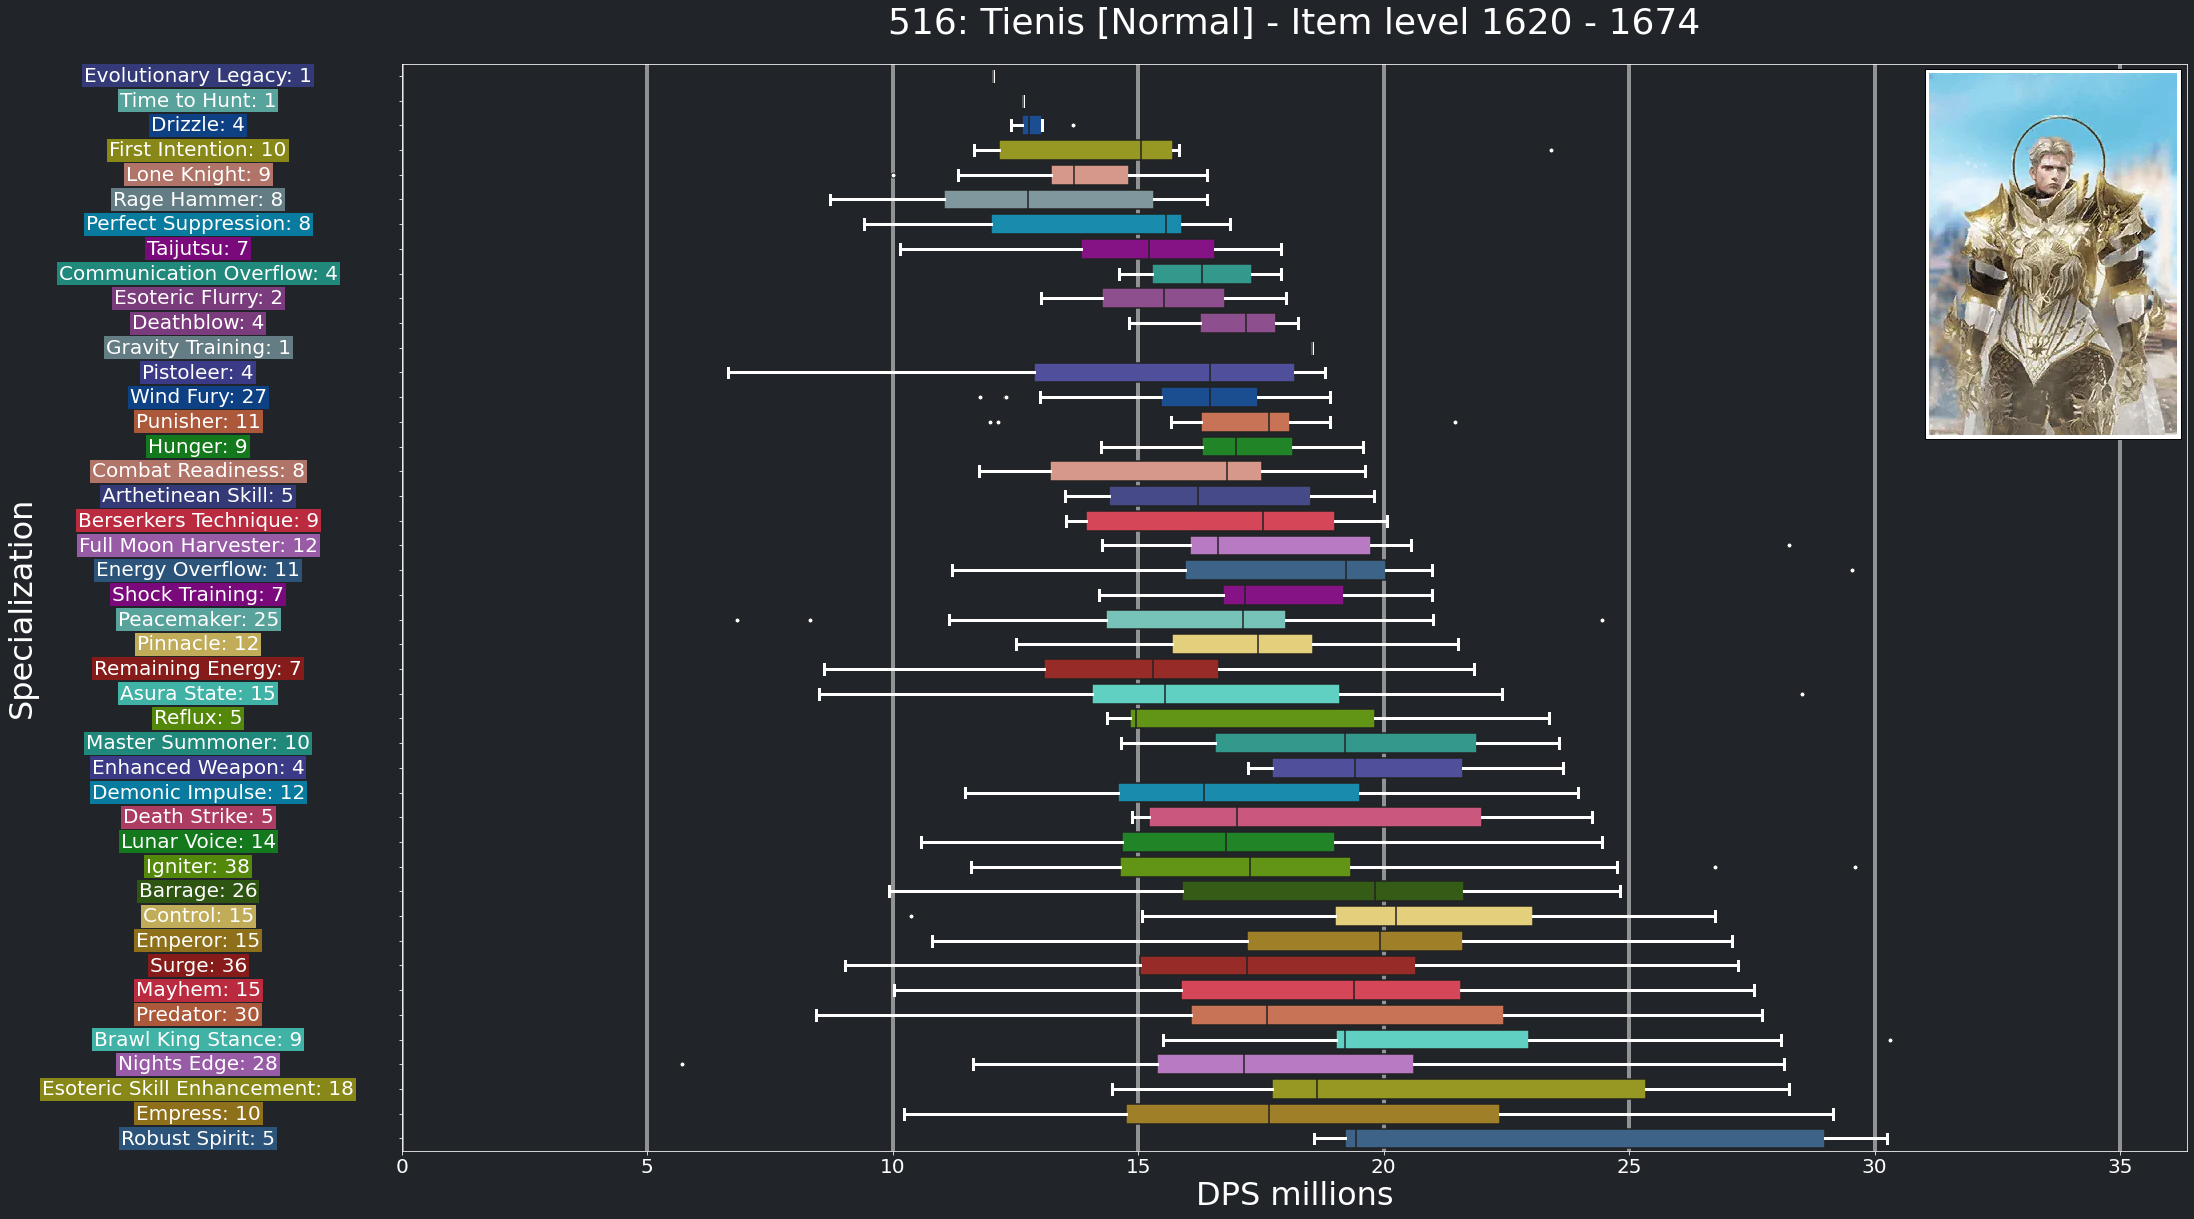 516: Tienis [Normal] - Item level 1620 - 1674
Evolutionary Legacy: 1
Time to Hunt: 1
Drizzle: 4
First Intention: 10
Lone Knight: 9
Rage Hammer: 8
Perfect Suppression: 8
Taijutsu: 7
Communication Overflow: 4
Esoteric Flurry: 2
Deathblow: 4
Gravity Training: 1
Pistoleer: 4
Wind Fury: 27
Punisher: 11
Hunger: 9
Combat Readiness: 8
Arthetinean Skill: 5
Berserkers Technique: 9
Full Moon Harvester: 12
Energy Overflow: 11
Shock Training: 7
Peacemaker: 25
Pinnacle: 12
Remaining Energy: 7
Asura State: 15
Reflux: 5
Master Summoner: 10
Enhanced Weapon: 4
Demonic Impulse: 12
Death Strike: 5
Lunar Voice: 14
Igniter: 38
Barrage: 26
Control: 15
Emperor: 15
Surge: 36
Mayhem: 15
Predator: 30
Brawl King Stance: 9
Nights Edge: 28
Esoteric Skill Enhancement: 18
Empress: 10
Robust Spirit: 5
Specialization
0 5 10 15 20 25 30 35
DPS millions